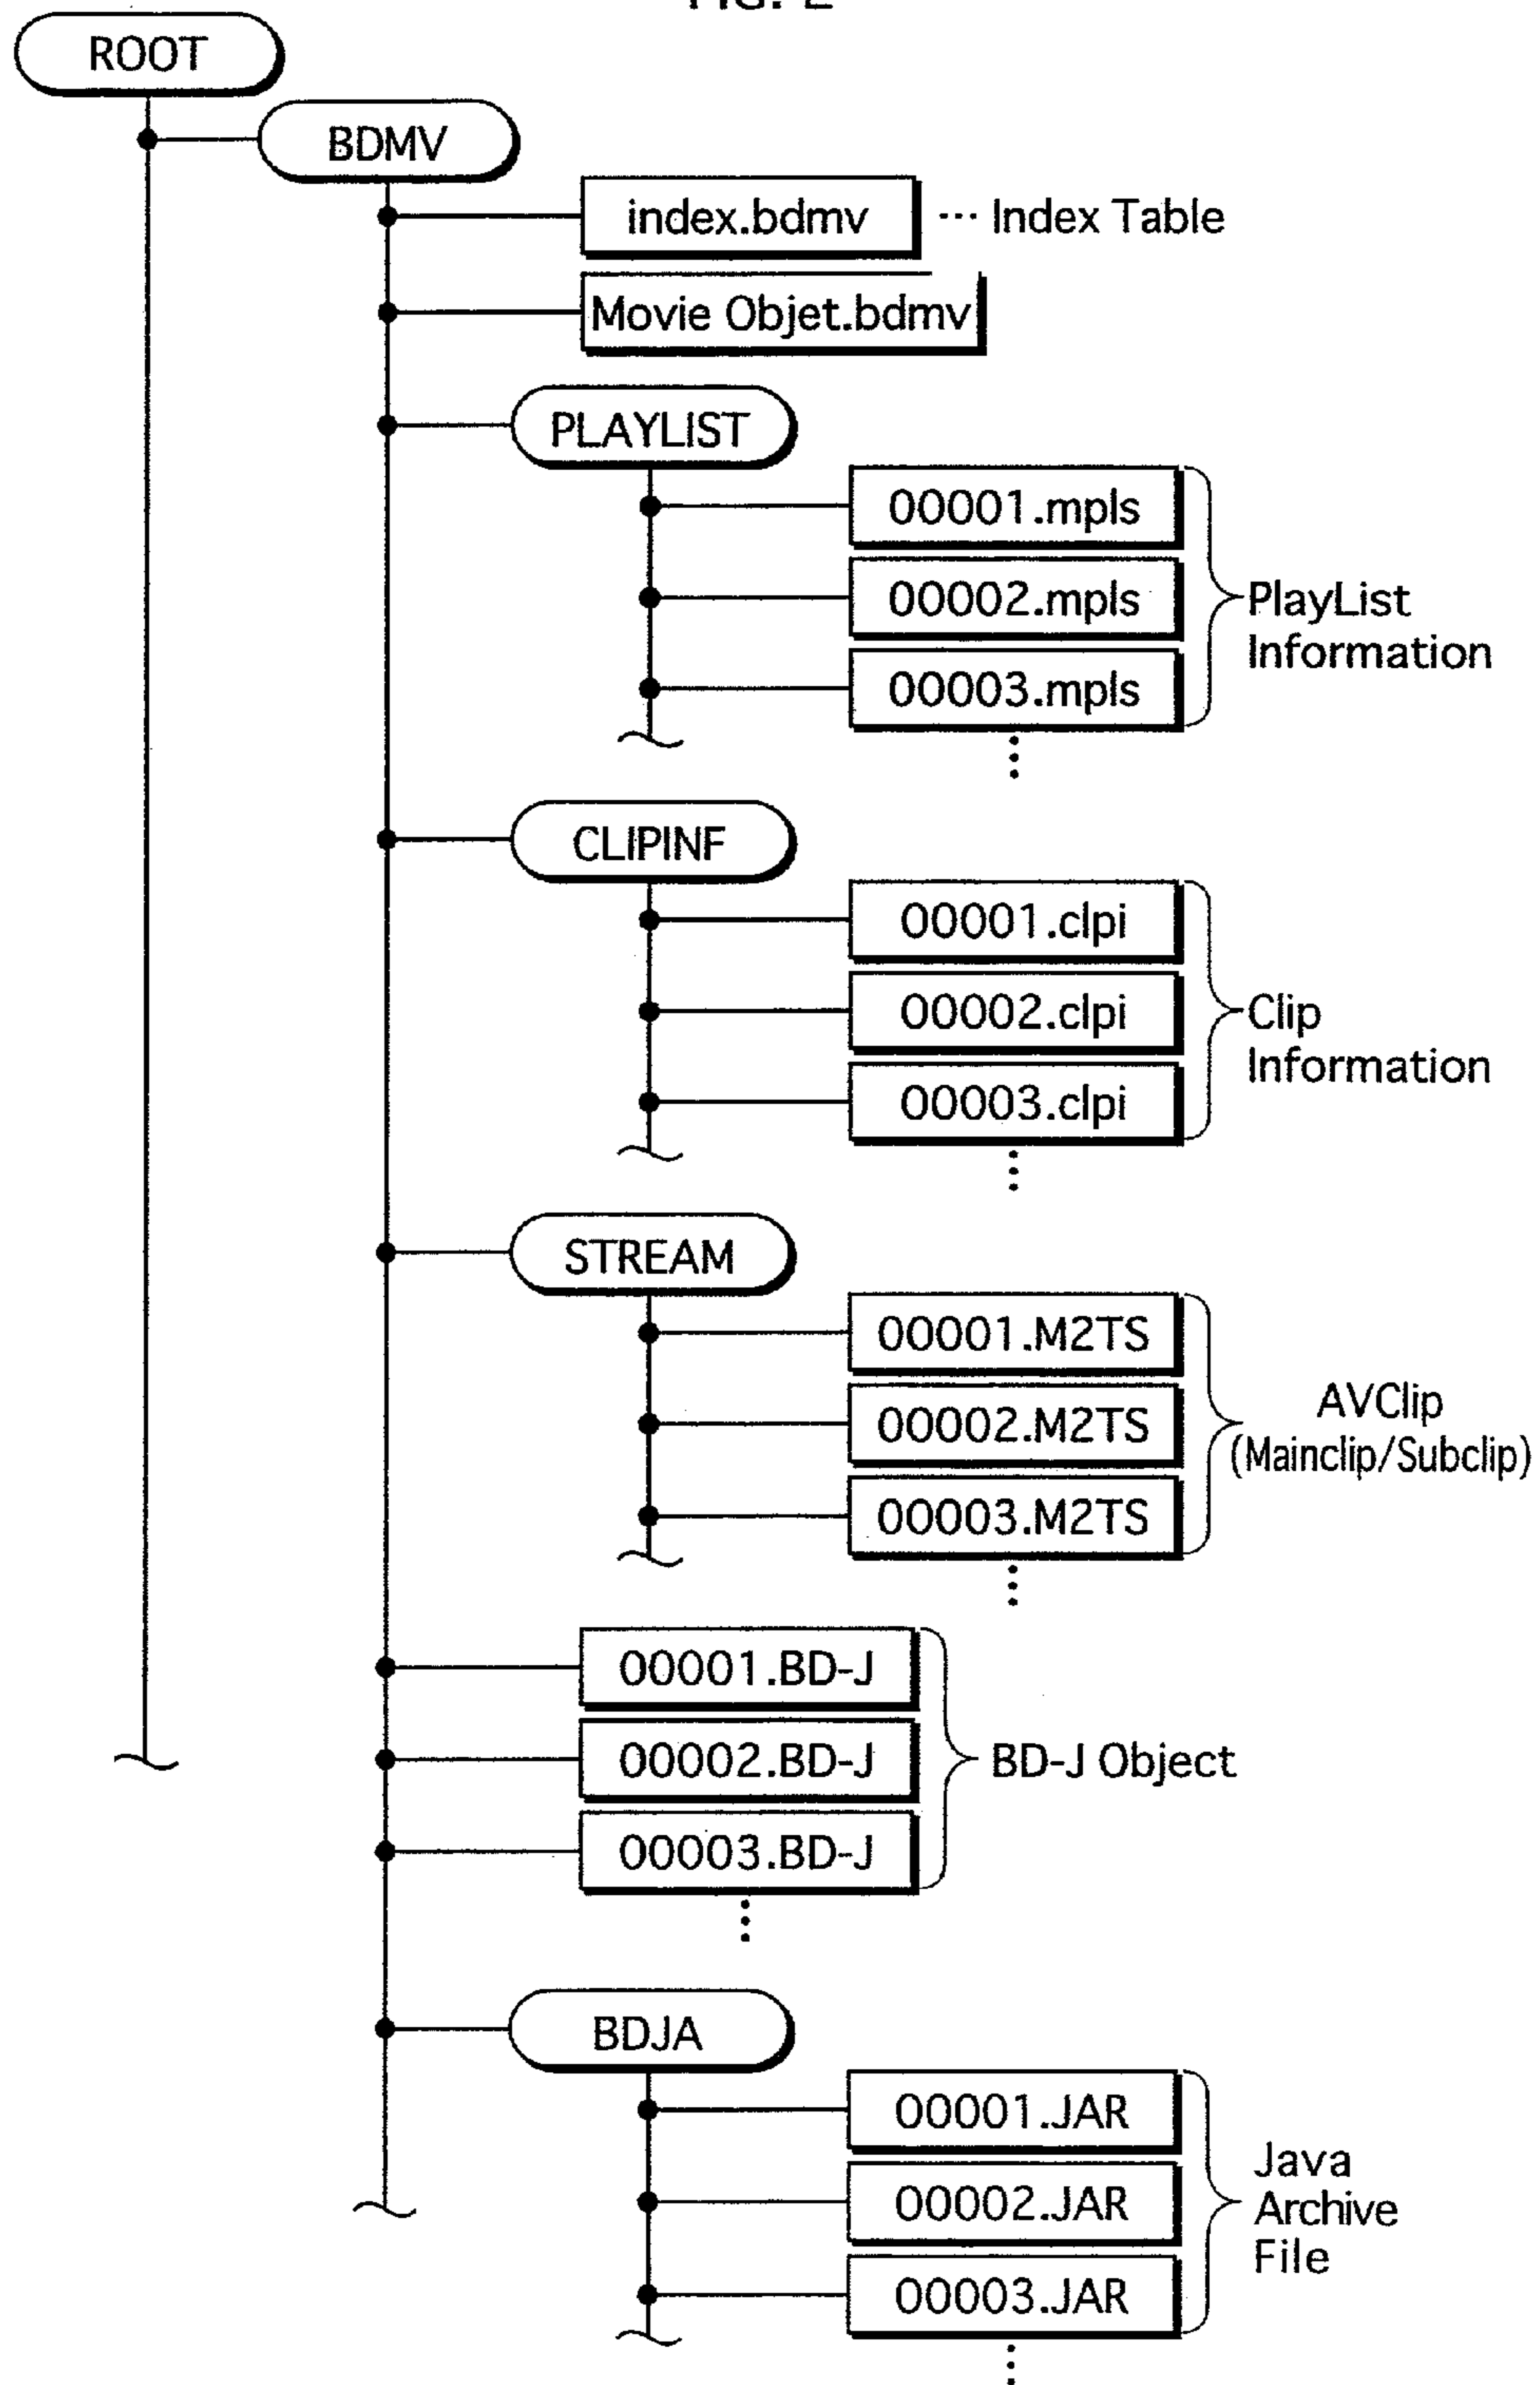 FIG. 2
ROOT
BDMV
index.bdmv ··· Index Table
Movie Objet.bdmv
PLAYLIST
00001.mpls
00002.mpls
00003.mpls
PlayList
Information
CLIPINF
00001.clpi
00002.clpi
00003.clpi
Clip
Information
STREAM
00001.M2TS
00002.M2TS
00003.M2TS
AVClip
(Mainclip/Subclip)
00001.BD-J
00002.BD-J
00003.BD-J
BD-J Object
BDJA
00001.JAR
00002.JAR
00003.JAR
Java
Archive
File